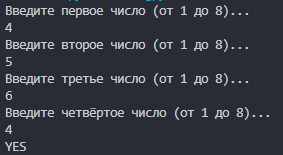 Введите первое число (от 1 до 8)...
4
Введите второе число (от 1 до 8)...
5
Введите третье число (от 1 до 8)...
6
Введите четвёртое число (от 1 до 8)...
4
YES